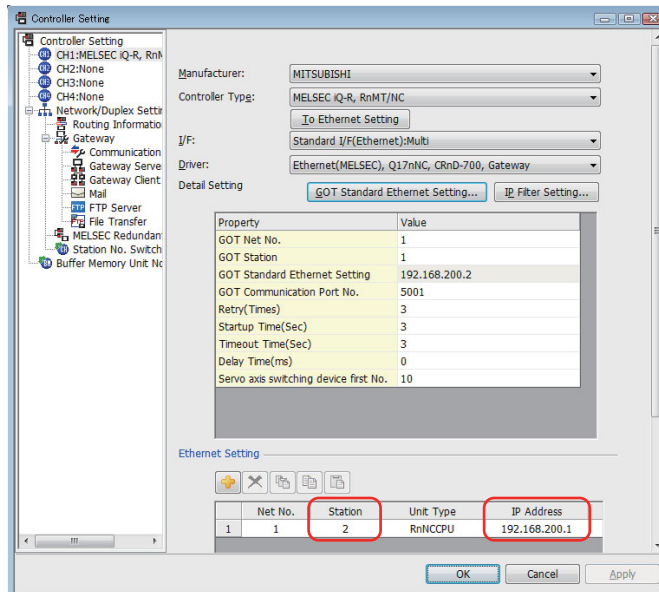 Controller Setting
Controller Setting
CH1:MELSEC iQ-R, RnM
CH2:None
CH3:None
CH4:None
Network/Duplex Settin
Routing Informatio
Gateway
Communication
Gateway Serve
Gateway Client
Mail
FTP Server
File Transfer
MELSEC Redundan
Station No. Switch
Buffer Memory Unit No
Manufacturer: MITSUBISHI
Controller Type: MELSEC iQ-R, RnMT/NC
To Ethernet Setting
I/F: Standard I/F(Ethernet):Multi
Driver: Ethernet(MELSEC), Q17nNC, CRnD-700, Gateway
Detail Setting GOT Standard Ethernet Setting... IP Filter Setting...
Property Value
GOT Net No. 1
GOT Station 1
GOT Standard Ethernet Setting 192.168.200.2
GOT Communication Port No. 5001
Retry(Times) 3
Startup Time(Sec) 3
Timeout Time(Sec) 3
Delay Time(ms) 0
Servo axis switching device first No. 10
Ethernet Setting
Net No. Station Unit Type IP Address
1 1 2 RnNCCPU 192.168.200.1
OK Cancel Apply